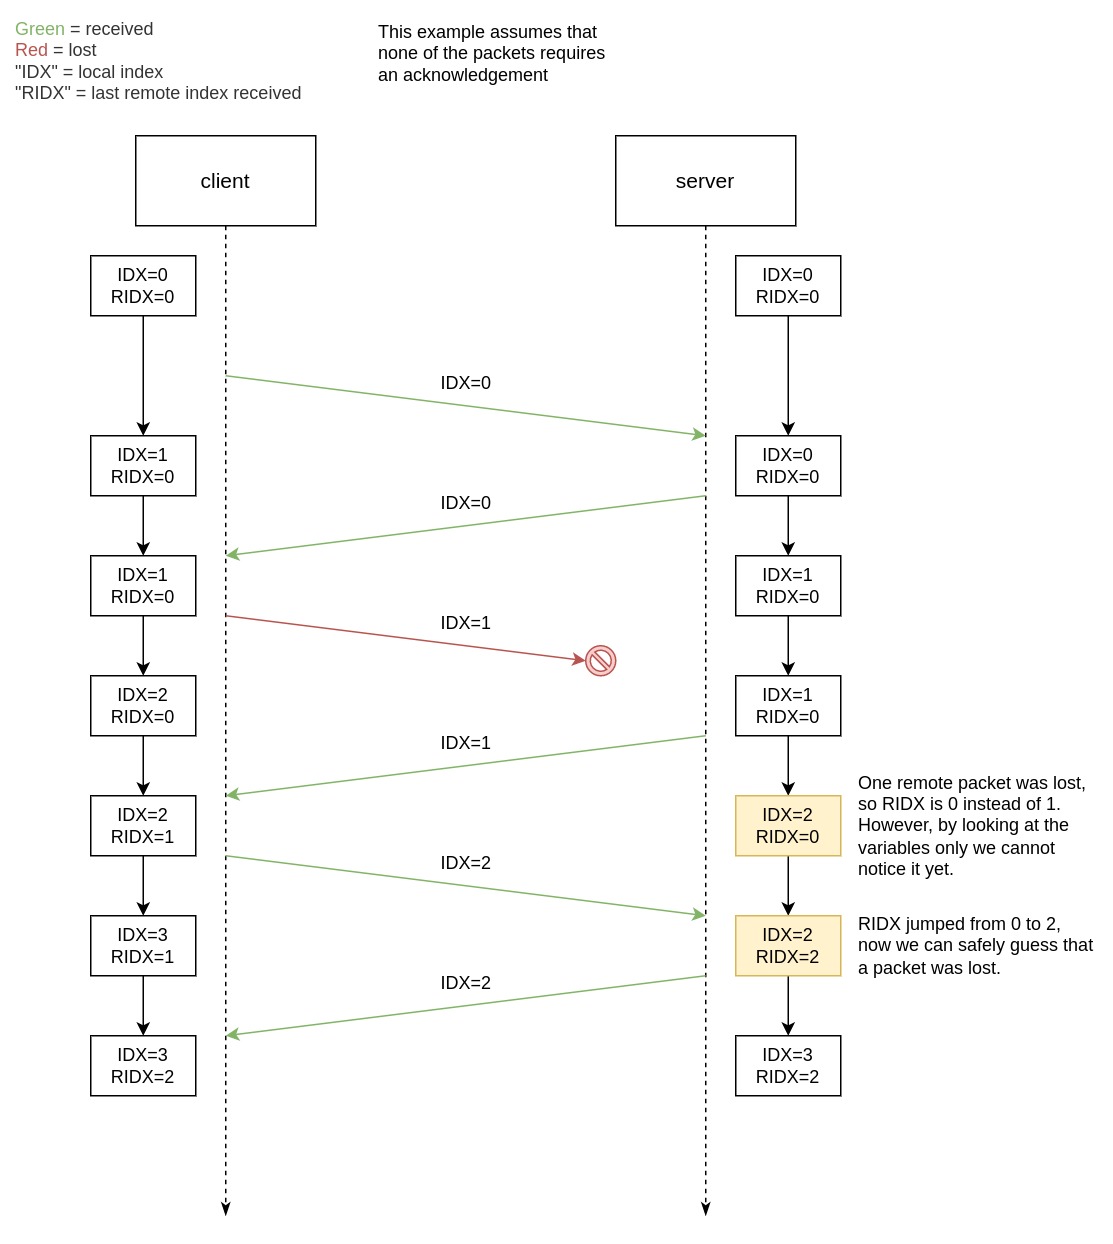 Green = received
Red = lost
"IDX" = local index
"RIDX" = last remote index received
This example assumes that
none of the packets requires
an acknowledgement
client
server
IDX=0
RIDX=0
IDX=0
RIDX=0
IDX=0
IDX=1
RIDX=0
IDX=0
RIDX=0
IDX=0
IDX=1
RIDX=0
IDX=1
RIDX=0
IDX=1
IDX=2
RIDX=0
IDX=1
RIDX=0
IDX=1
IDX=2
RIDX=1
IDX=2
RIDX=0
One remote packet was lost,
so RIDX is 0 instead of 1.
However, by looking at the
variables only we cannot
notice it yet.
IDX=2
IDX=3
RIDX=1
IDX=2
RIDX=2
RIDX jumped from 0 to 2,
now we can safely guess that
a packet was lost.
IDX=2
IDX=3
RIDX=2
IDX=3
RIDX=2